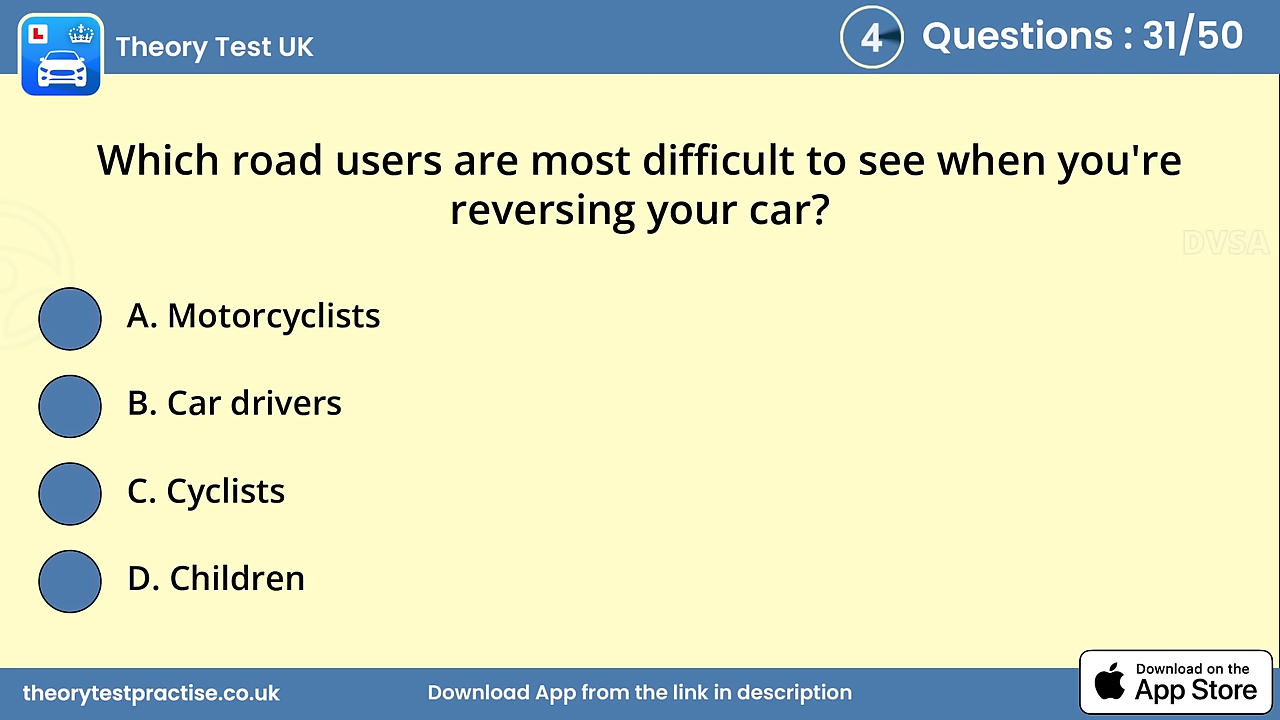 L
Theory Test UK
4
Questions : 31/50
Which road users are most difficult to see when you're
reversing your car?
DVSA
A. Motorcyclists
B. Car drivers
C. Cyclists
D. Children
theorytestpractise.co.uk
Download App from the link in description
Download on the
App Store